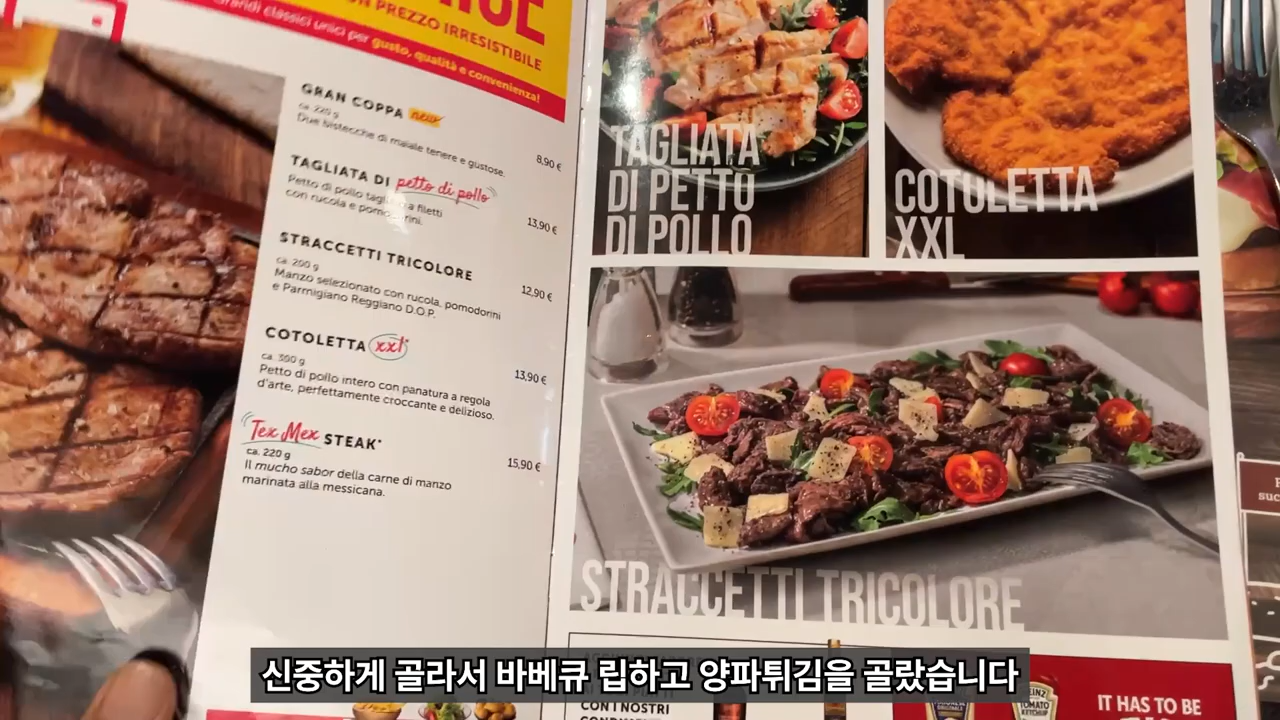 UN PREZZO IRRESISTIBILE
Grandi classici unici per gusto, qualità e convenienza!
GRAN COPPA new
ca. 220 g
Due bistecche di maiale tenere e gustose.
8,90 €
TAGLIATA DI petto di pollo
Petto di pollo tagliato a filetti
con rucola e pomodorini.
13,90 €
STRACCETTI TRICOLORE
ca. 200 g
Manzo selezionato con rucola, pomodorini
e Parmigiano Reggiano D.O.P.
12,90 €
COTOLETTA xxl*
ca. 300 g
Petto di pollo intero con panatura a regola
d'arte, perfettamente croccante e delizioso.
13,90 €
Tex Mex STEAK*
ca. 220 g
Il mucho sabor della carne di manzo
marinata alla messicana.
15,90 €
TAGLIATA
DI PETTO
DI POLLO
COTOLETTA
XXL
STRACCETTI TRICOLORE
CON I NOSTRI
HEINZ
TOMATO
KETCHUP
IT HAS TO BE
신중하게 골라서 바베큐 립하고 양파튀김을 골랐습니다